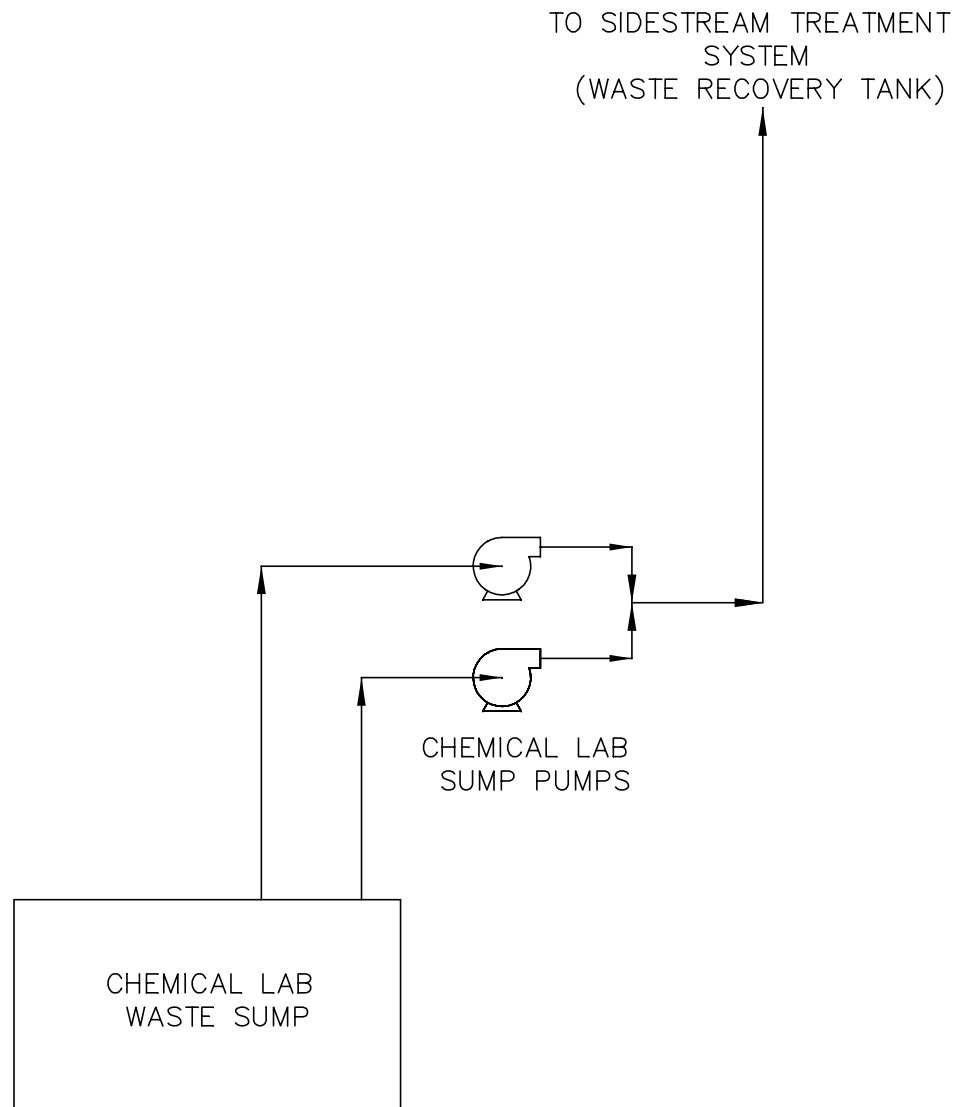 TO SIDESTREAM TREATMENT
SYSTEM
(WASTE RECOVERY TANK)
CHEMICAL LAB
SUMP PUMPS
CHEMICAL LAB
WASTE SUMP